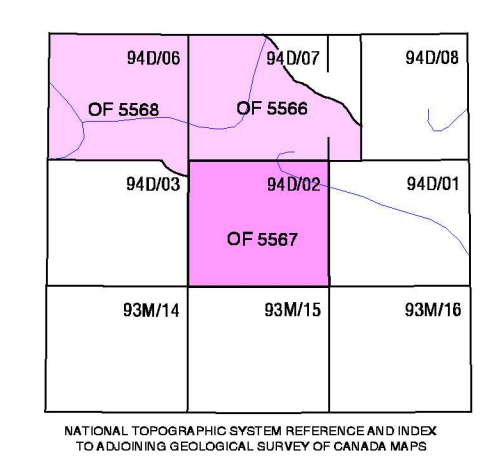 94D/06
94D/07
94D/08
OF 5568
OF 5566
94D/03
94D/02
94D/01
OF 5567
93M/14
93M/15
93M/16
NATIONAL TOPOGRAPHIC SYSTEM REFERENCE AND INDEX
TO ADJOINING GEOLOGICAL SURVEY OF CANADA MAPS